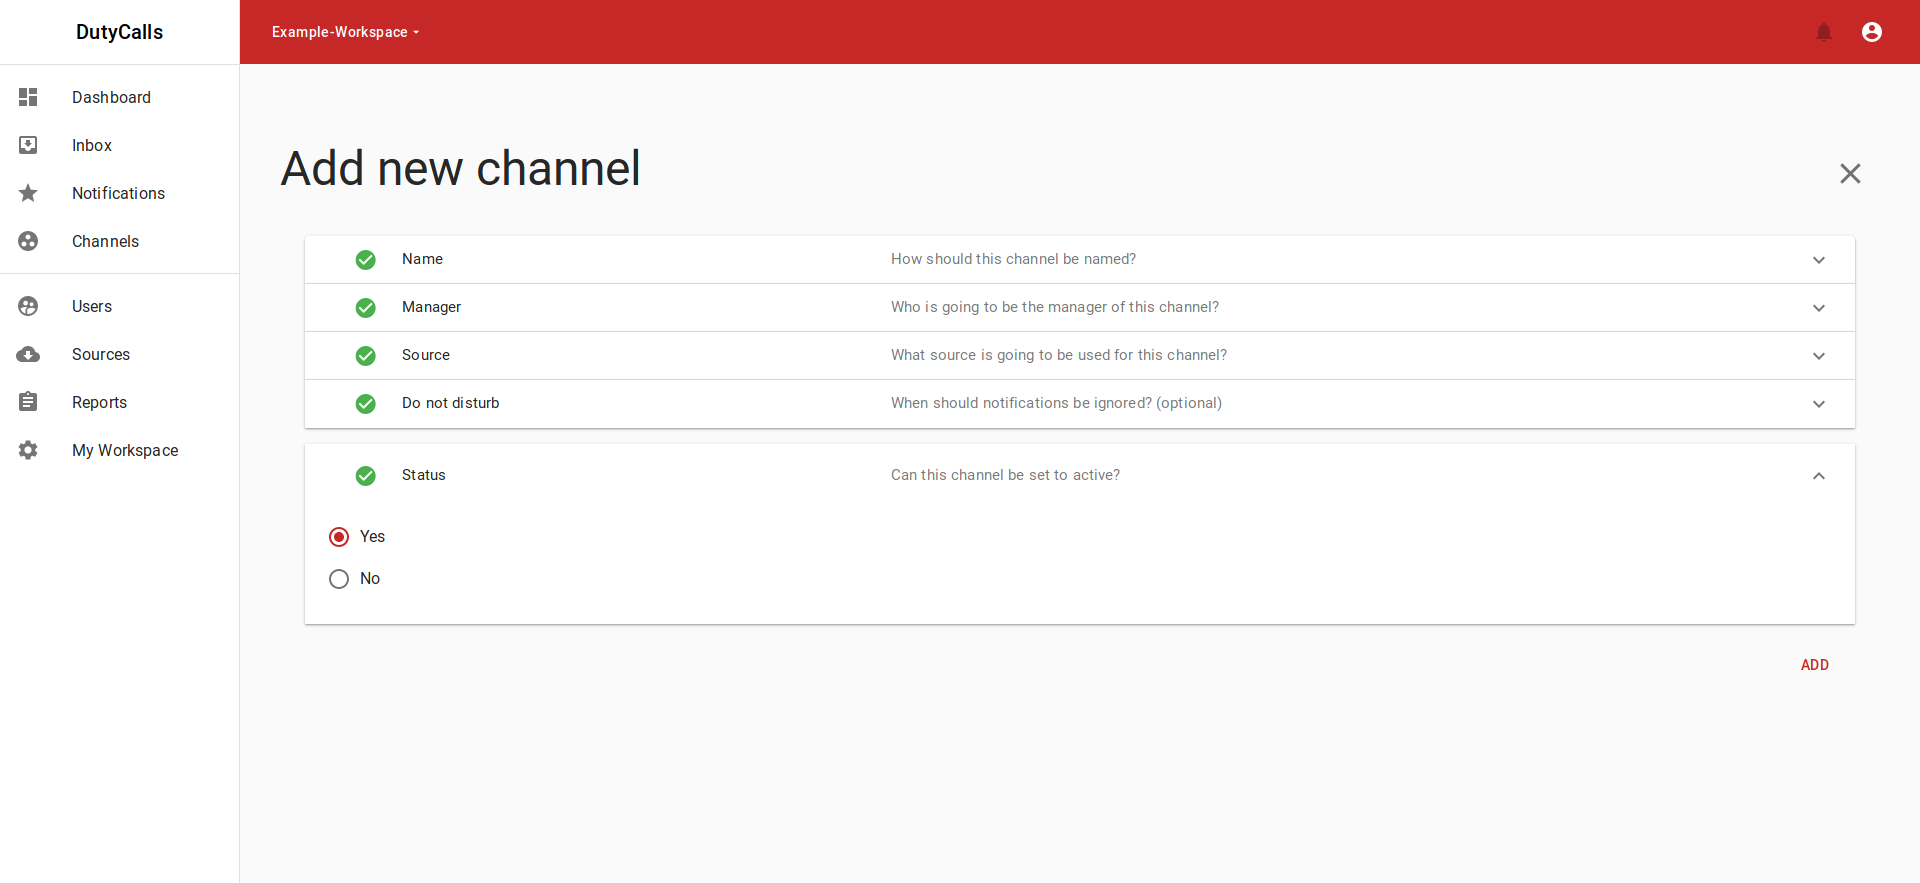 DutyCalls
Example-Workspace
Dashboard
Inbox
Notifications
Channels
Users
Sources
Reports
My Workspace
Add new channel
Name How should this channel be named?
Manager Who is going to be the manager of this channel?
Source What source is going to be used for this channel?
Do not disturb When should notifications be ignored? (optional)
Status Can this channel be set to active?
Yes
No
ADD